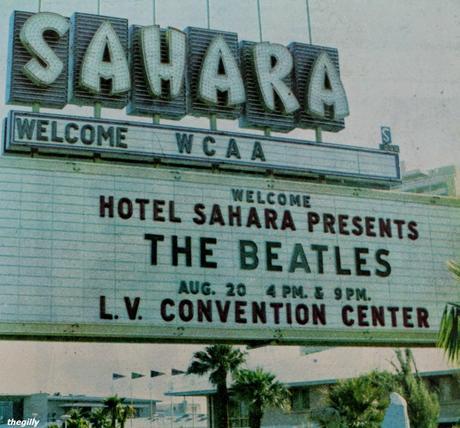 SAHARA
WELCOME WCAA
S
WELCOME
HOTEL SAHARA PRESENTS
THE BEATLES
AUG. 20 4 PM. & 9 PM.
L.V. CONVENTION CENTER
thegilly